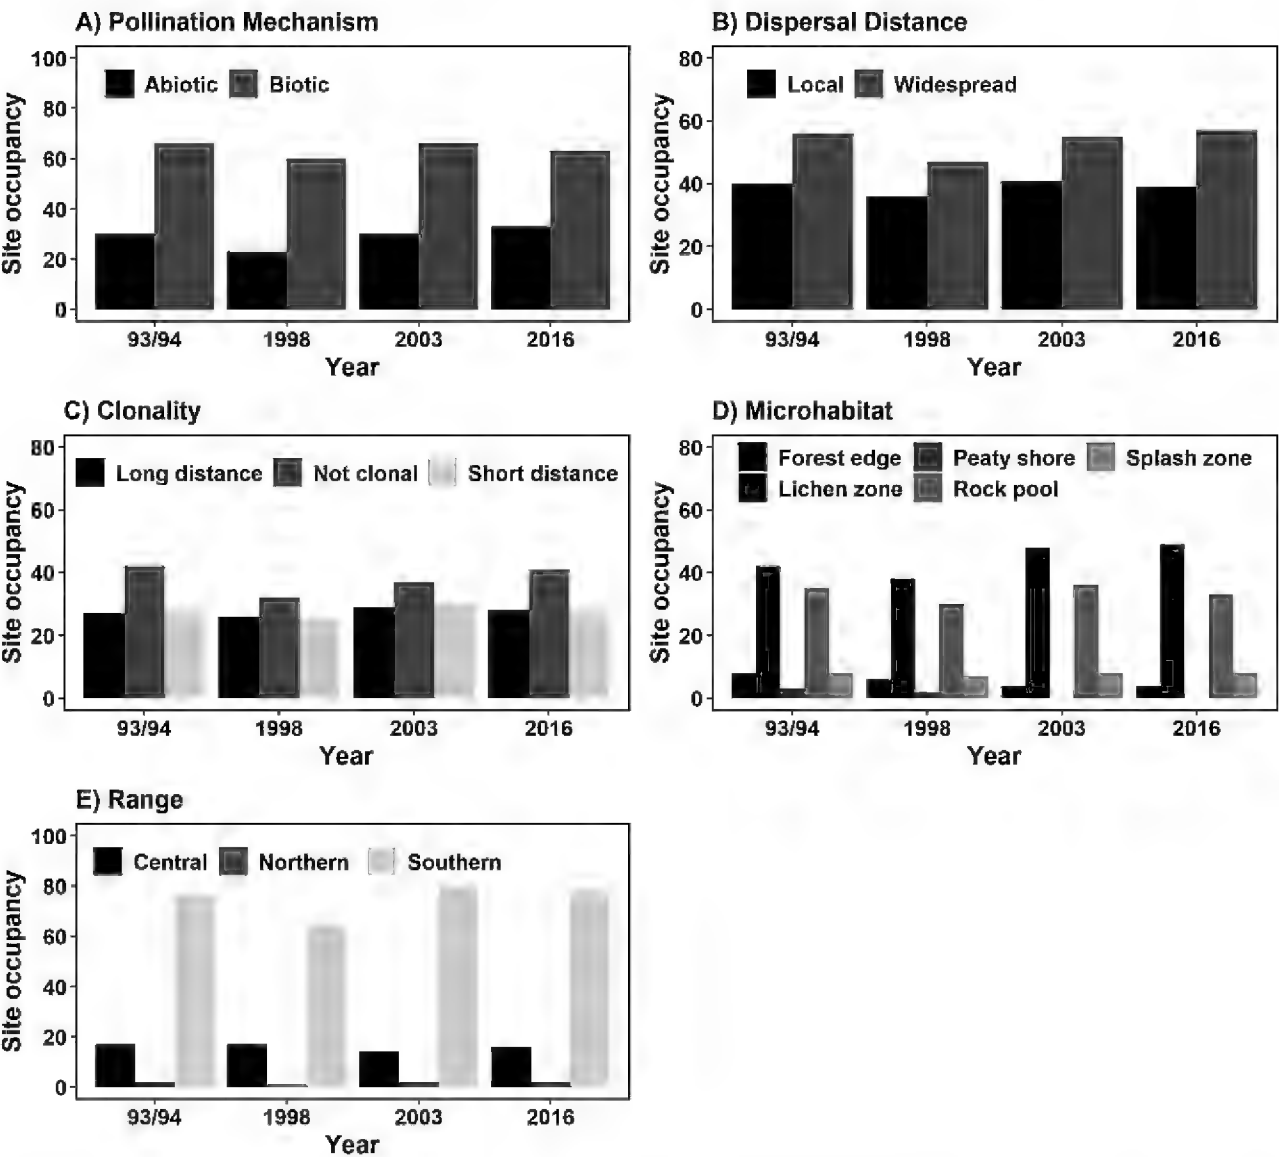 A) Pollination Mechanism
100
80
60
40
20
0
Site occupancy
Abiotic Biotic
93/94 1998 2003 2016
Year
B) Dispersal Distance
80
60
40
20
0
Site occupancy
Local Widespread
93/94 1998 2003 2016
Year
C) Clonality
80
60
40
20
0
Site occupancy
Long distance Not clonal Short distance
93/94 1998 2003 2016
Year
D) Microhabitat
80
60
40
20
0
Site occupancy
Forest edge Peaty shore Splash zone
Lichen zone Rock pool
93/94 1998 2003 2016
Year
E) Range
100
80
60
40
20
0
Site occupancy
Central Northern Southern
93/94 1998 2003 2016
Year